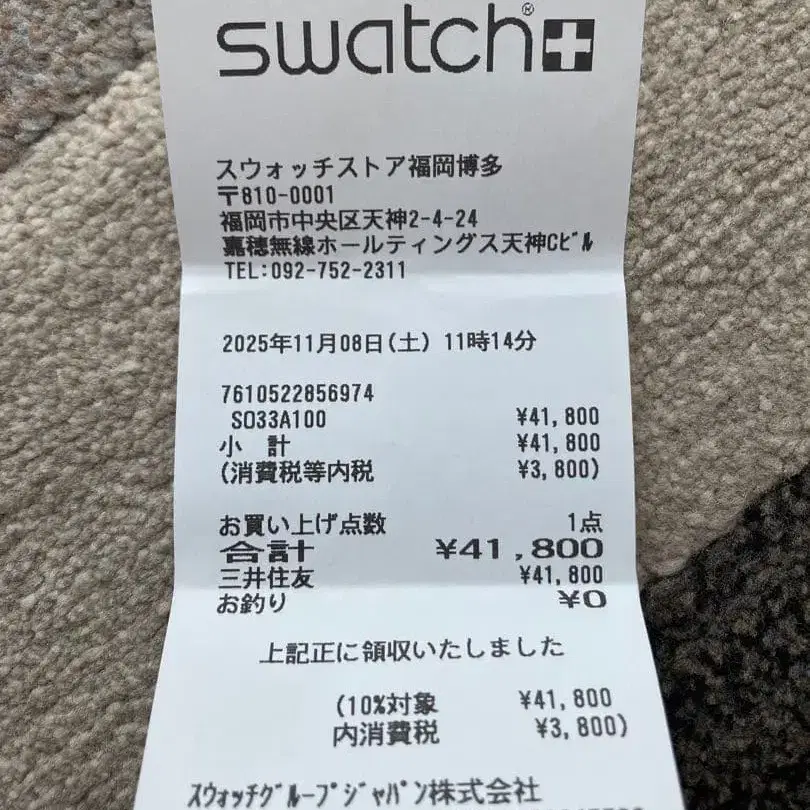 swatch®
スウォッチストア福岡博多
〒810-0001
福岡市中央区天神2-4-24
嘉穂無線ホールティングス天神Cビル
TEL:092-752-2311
2025年11月08日(土) 11時14分
7610522856974
SO33A100 ¥41,800
小 計 ¥41,800
(消費税等内税 ¥3,800)
お買い上げ点数 1点
合計 ¥41,800
三井住友 ¥41,800
お釣り ¥0
上記正に領収いたしました
(10%対象 ¥41,800
内消費税 ¥3,800)
スウォッチグループジャパン株式会社